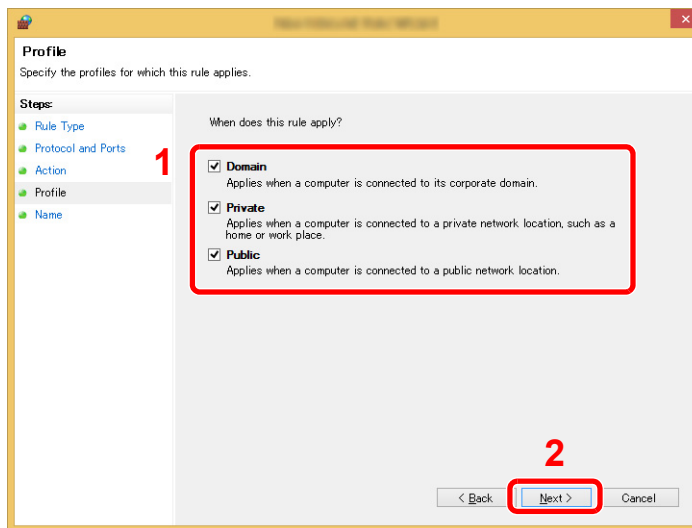 Profile
Specify the profiles for which this rule applies.
Steps:
Rule Type
Protocol and Ports
Action
Profile
Name
When does this rule apply?
1
Domain
Applies when a computer is connected to its corporate domain.
Private
Applies when a computer is connected to a private network location, such as a
home or work place.
Public
Applies when a computer is connected to a public network location.
2
< Back
Next >
Cancel